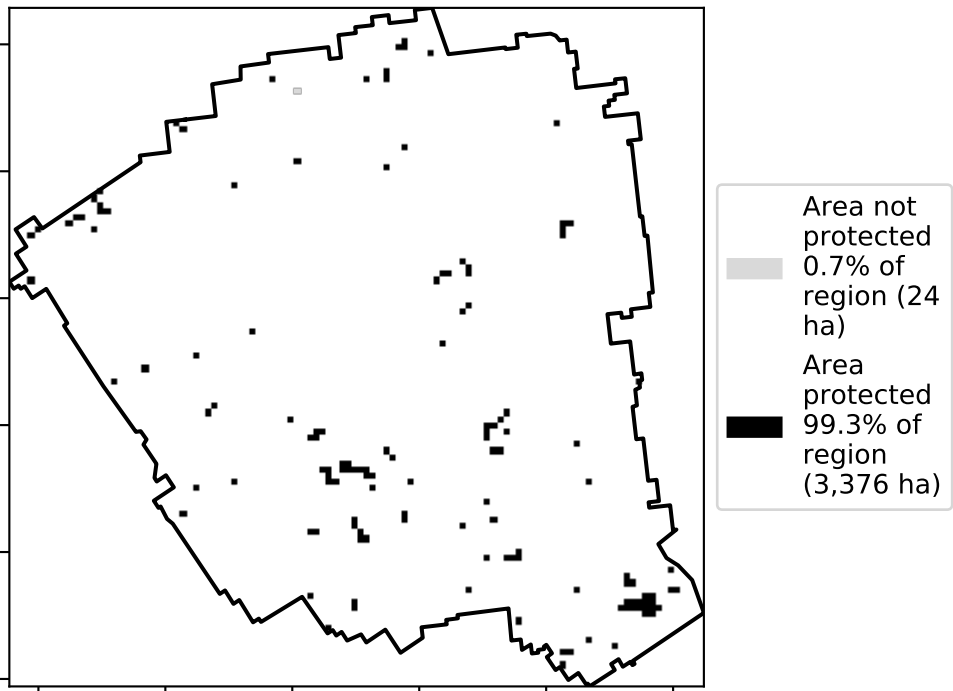 Area not
protected
0.7% of
region (24
ha)
Area
protected
99.3% of
region
(3,376 ha)